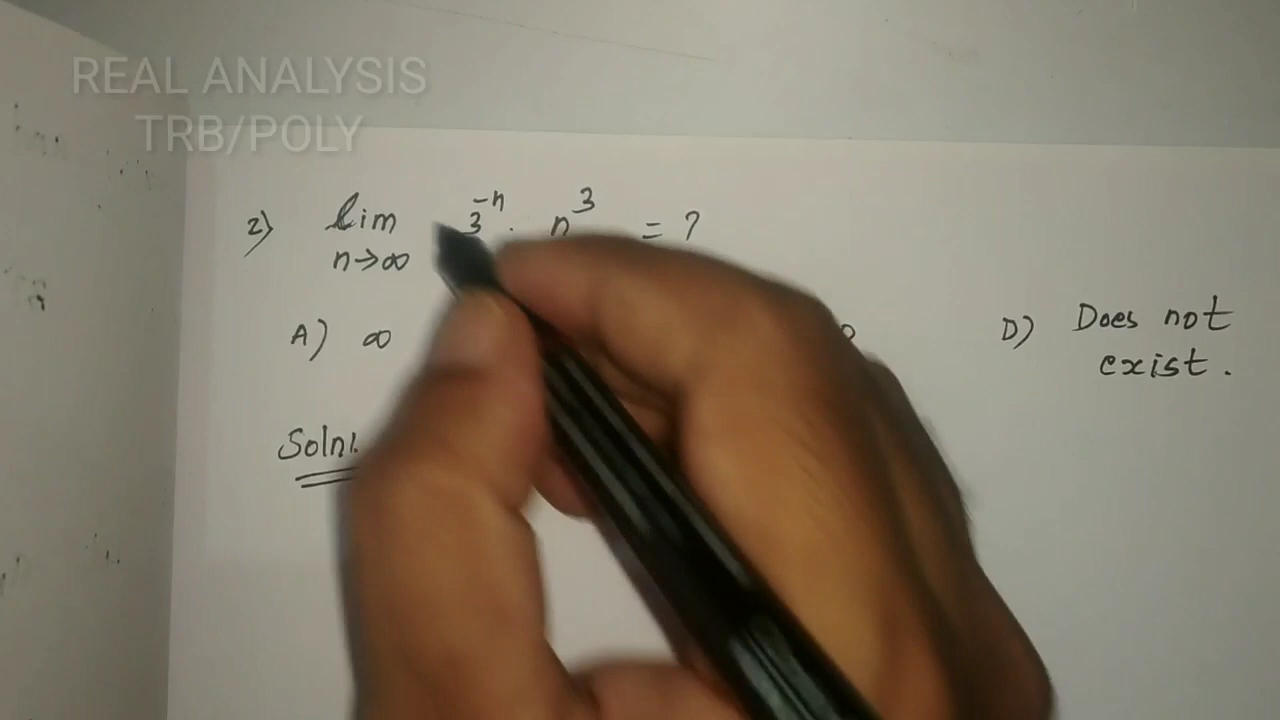 REAL ANALYSIS
TRB/POLY
2) lim 3⁻ⁿ . n³ = ?
n→∞
A) ∞ D) Does not
exist.
Soln: